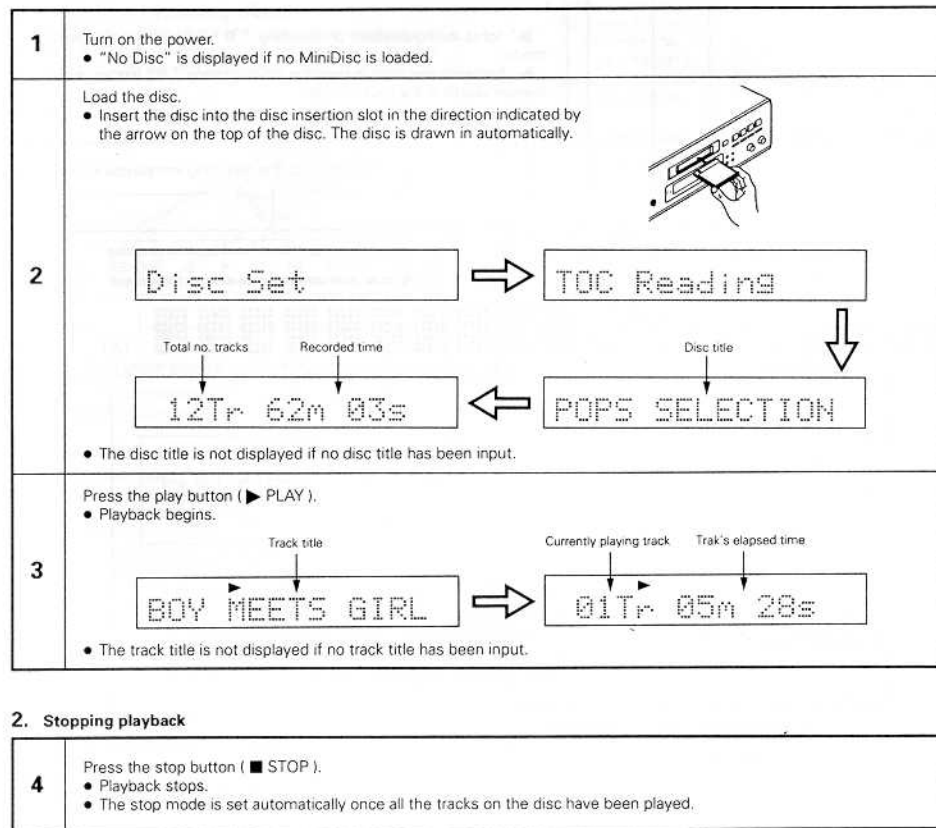 1
Turn on the power.
● "No Disc" is displayed if no MiniDisc is loaded.
2
Load the disc.
● Insert the disc into the disc insertion slot in the direction indicated by
the arrow on the top of the disc. The disc is drawn in automatically.
Disc Set
TOC Reading
Total no. tracks
Recorded time
Disc title
12Tr 62m 03s
POPS SELECTION
● The disc title is not displayed if no disc title has been input.
3
Press the play button ( ▶ PLAY ).
● Playback begins.
Track title
Currently playing track
Trak's elapsed time
BOY MEETS GIRL
01Tr 05m 28s
● The track title is not displayed if no track title has been input.
2. Stopping playback
4
Press the stop button ( ■ STOP ).
● Playback stops.
● The stop mode is set automatically once all the tracks on the disc have been played.